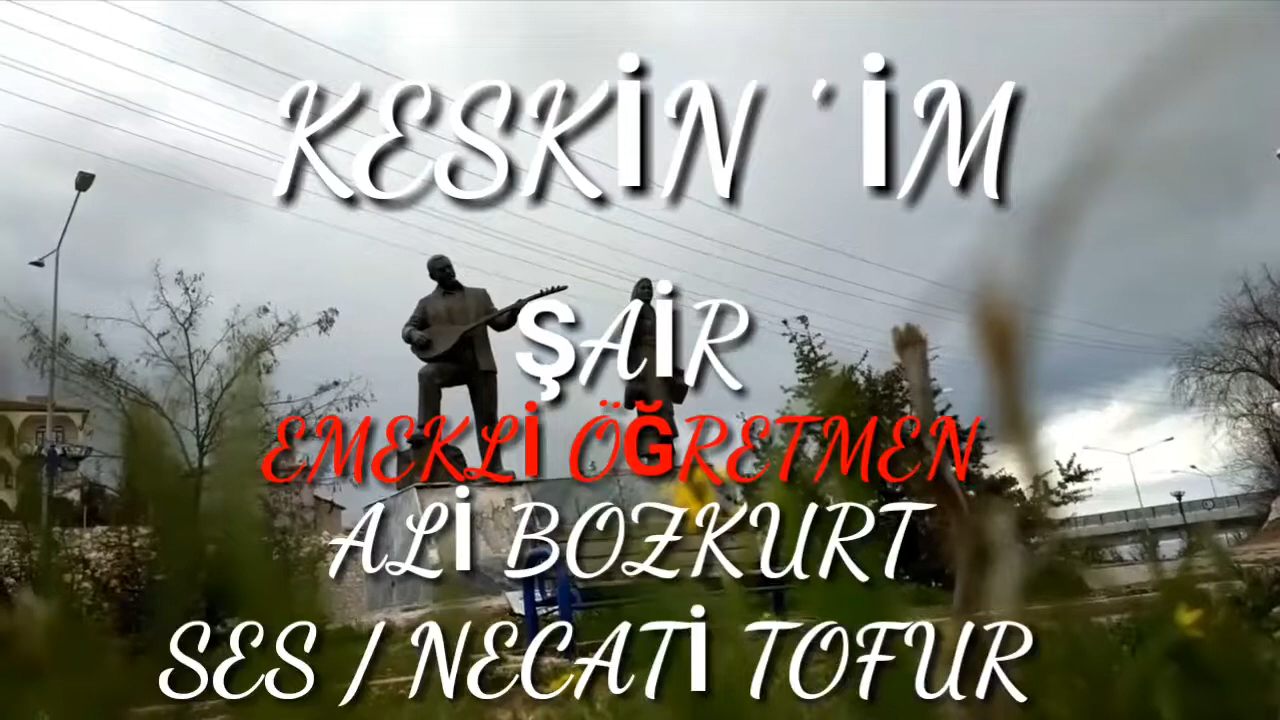 KESKİN 'İM
ŞAİR
EMEKLİ ÖĞRETMEN
ALİ BOZKURT
SES / NECATİ TOFUR